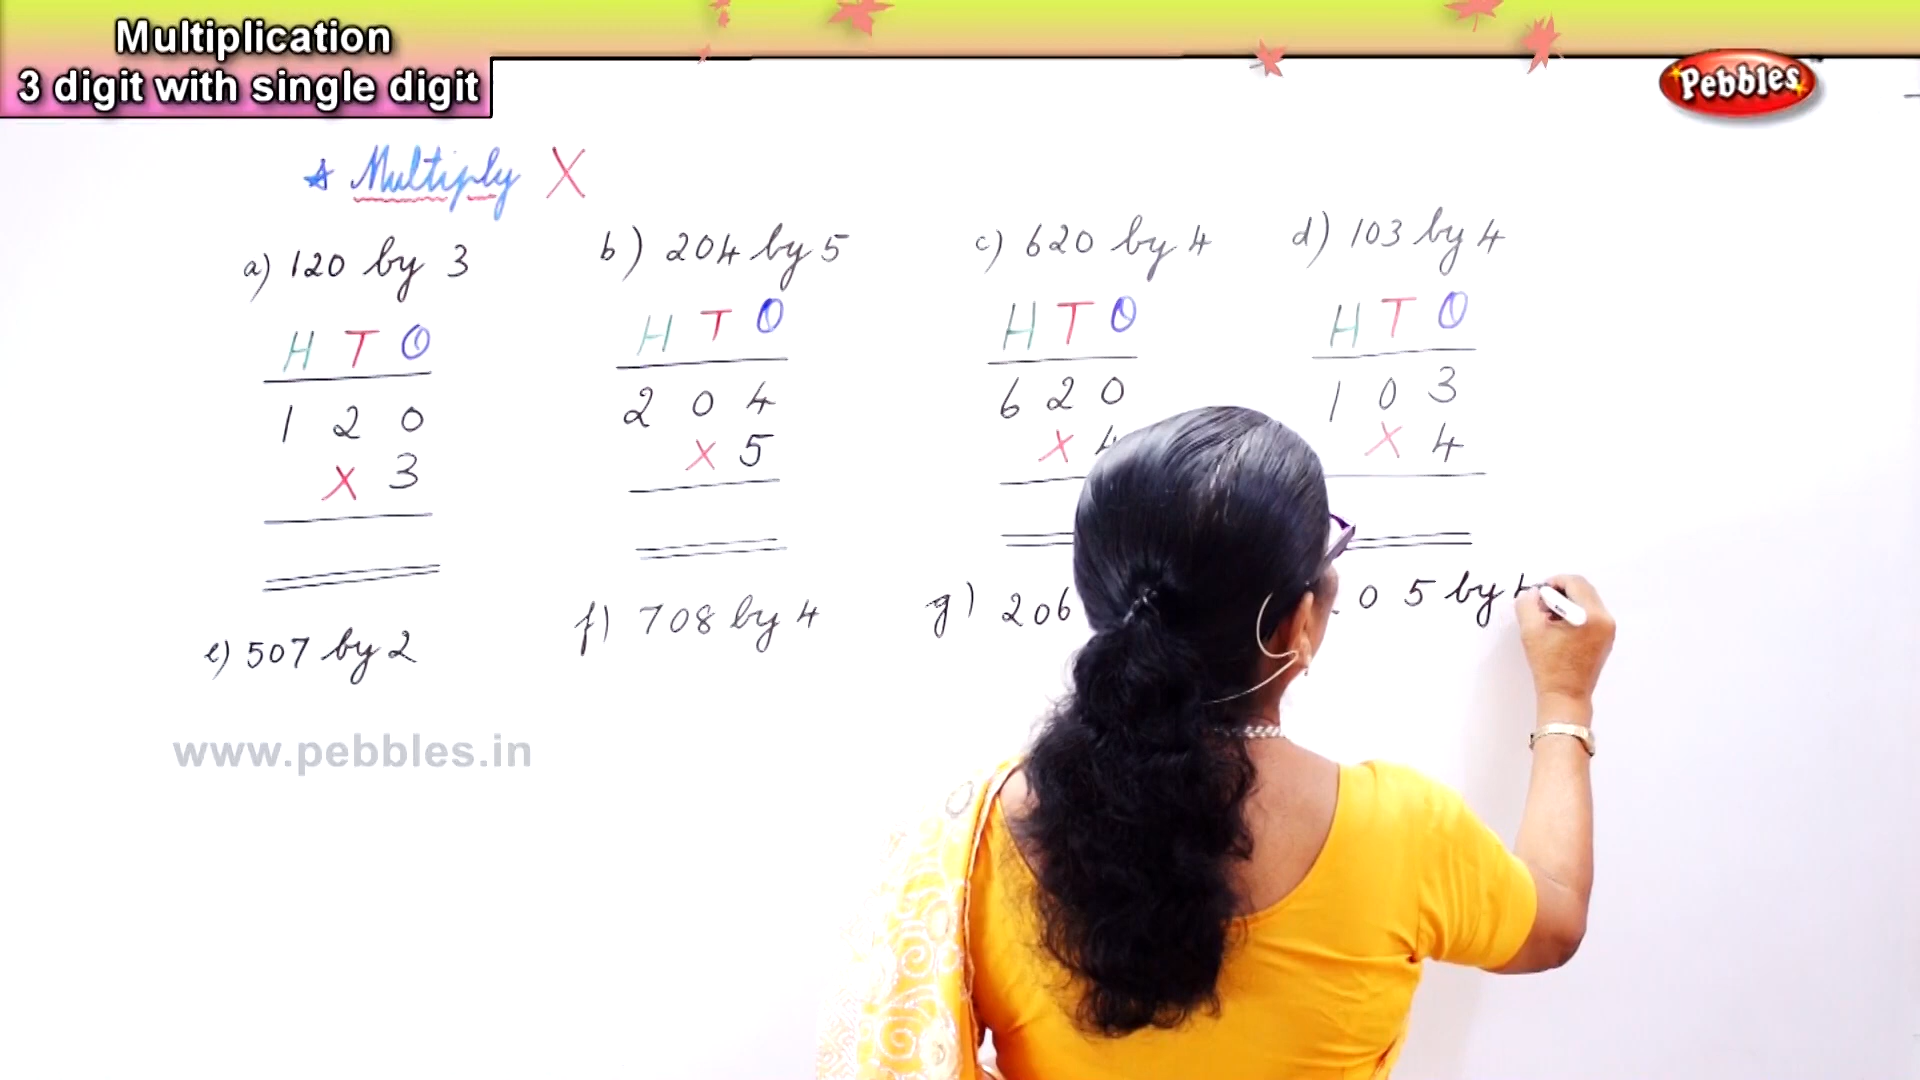 Multiplication
3 digit with single digit
Pebbles
Multiply X
a) 120 by 3
b) 204 by 5
c) 620 by 4
d) 103 by 4
H T O
H T O
H T O
H T O
1 2 0
2 0 4
6 2 0
1 0 3
X 3
X 5
X 4
X 4
e) 507 by 2
f) 708 by 4
g) 206
0 5 by
www.pebbles.in